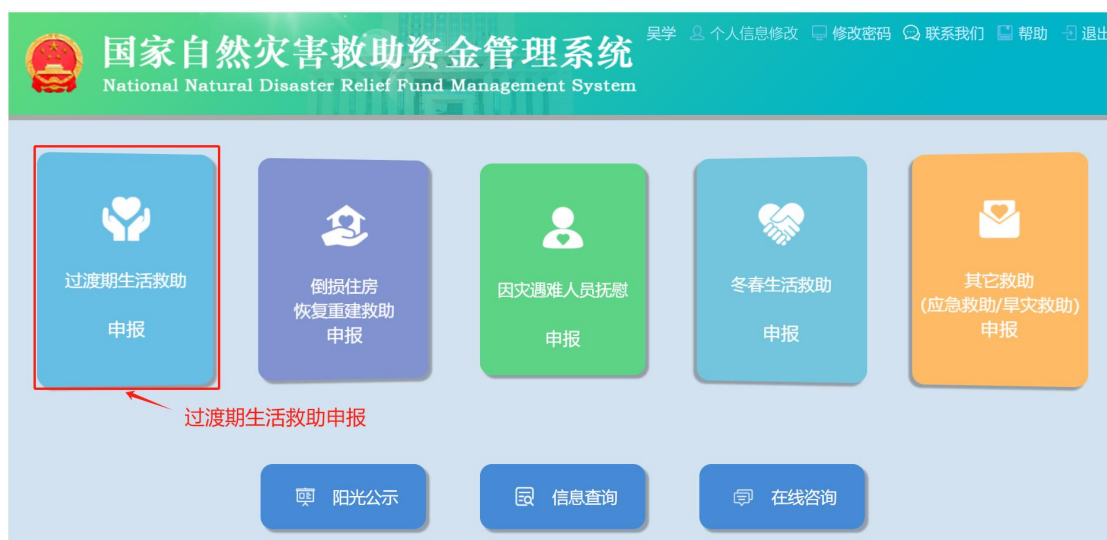 国家自然灾害救助资金管理系统
National Natural Disaster Relief Fund Management System
吴学 个人信息修改 修改密码 联系我们 帮助 退出
过渡期生活救助
申报
倒损住房
恢复重建救助
申报
因灾遇难人员抚慰
申报
冬春生活救助
申报
其它救助
(应急救助/旱灾救助)
申报
过渡期生活救助申报
阳光公示
信息查询
在线咨询